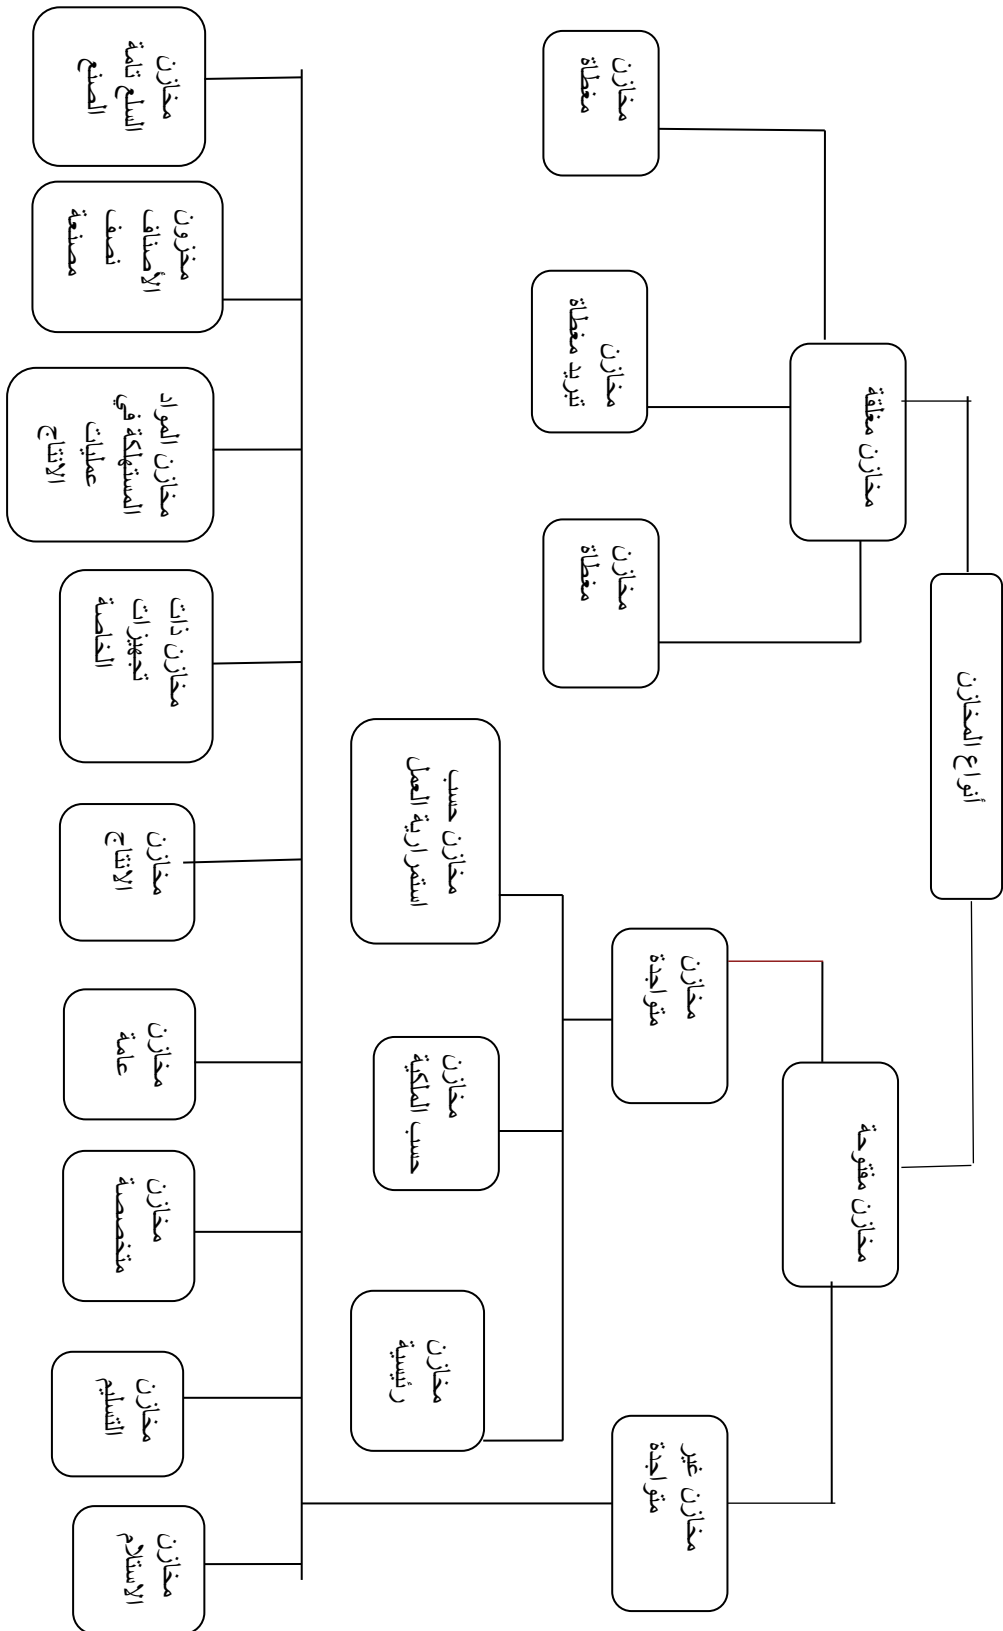 أنواع المخازن
مخازن مغلقة
مخازن مفتوحة
مخازن
مغطاة
مخازن
تبريد مغطاة
مخازن
مغطاة
مخازن
متواجدة
مخازن غير
متواجدة
مخازن حسب
استمرارية العمل
مخازن
حسب الملكية
مخازن
رئيسية
مخازن
السلع تامة
الصنع
مخزون
الأصناف
نصف
مصنعة
مخازن المواد
المستهلكة في
عمليات
الانتاج
مخازن ذات
تجهيزات
الخاصة
مخازن
الانتاج
مخازن
عامة
مخازن
متخصصة
مخازن
التسليم
مخازن
الاستلام